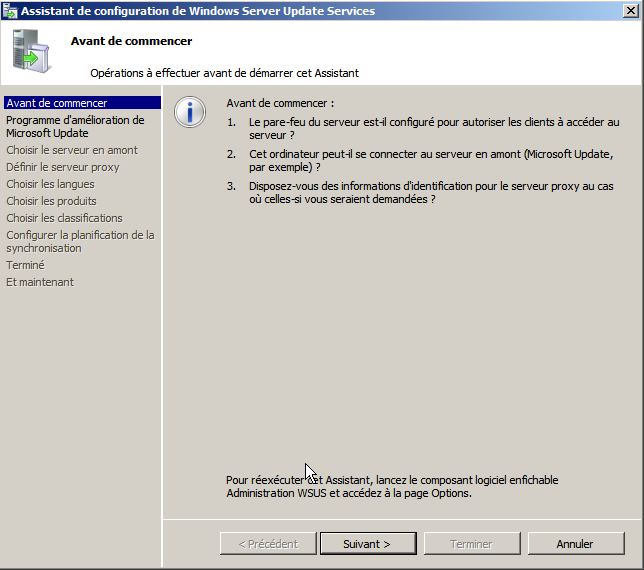 Assistant de configuration de Windows Server Update Services
Avant de commencer
Opérations à effectuer avant de démarrer cet Assistant
Avant de commencer
Programme d'amélioration de
Microsoft Update
Choisir le serveur en amont
Définir le serveur proxy
Choisir les langues
Choisir les produits
Choisir les classifications
Configurer la planification de la
synchronisation
Terminé
Et maintenant
Avant de commencer :
1. Le pare-feu du serveur est-il configuré pour autoriser les clients à accéder au
serveur ?
2. Cet ordinateur peut-il se connecter au serveur en amont (Microsoft Update,
par exemple) ?
3. Disposez-vous des informations d'identification pour le serveur proxy au cas
où celles-si vous seraient demandées ?
Pour réexécuter cet Assistant, lancez le composant logiciel enfichable
Administration WSUS et accédez à la page Options.
< Précédent
Suivant >
Terminer
Annuler